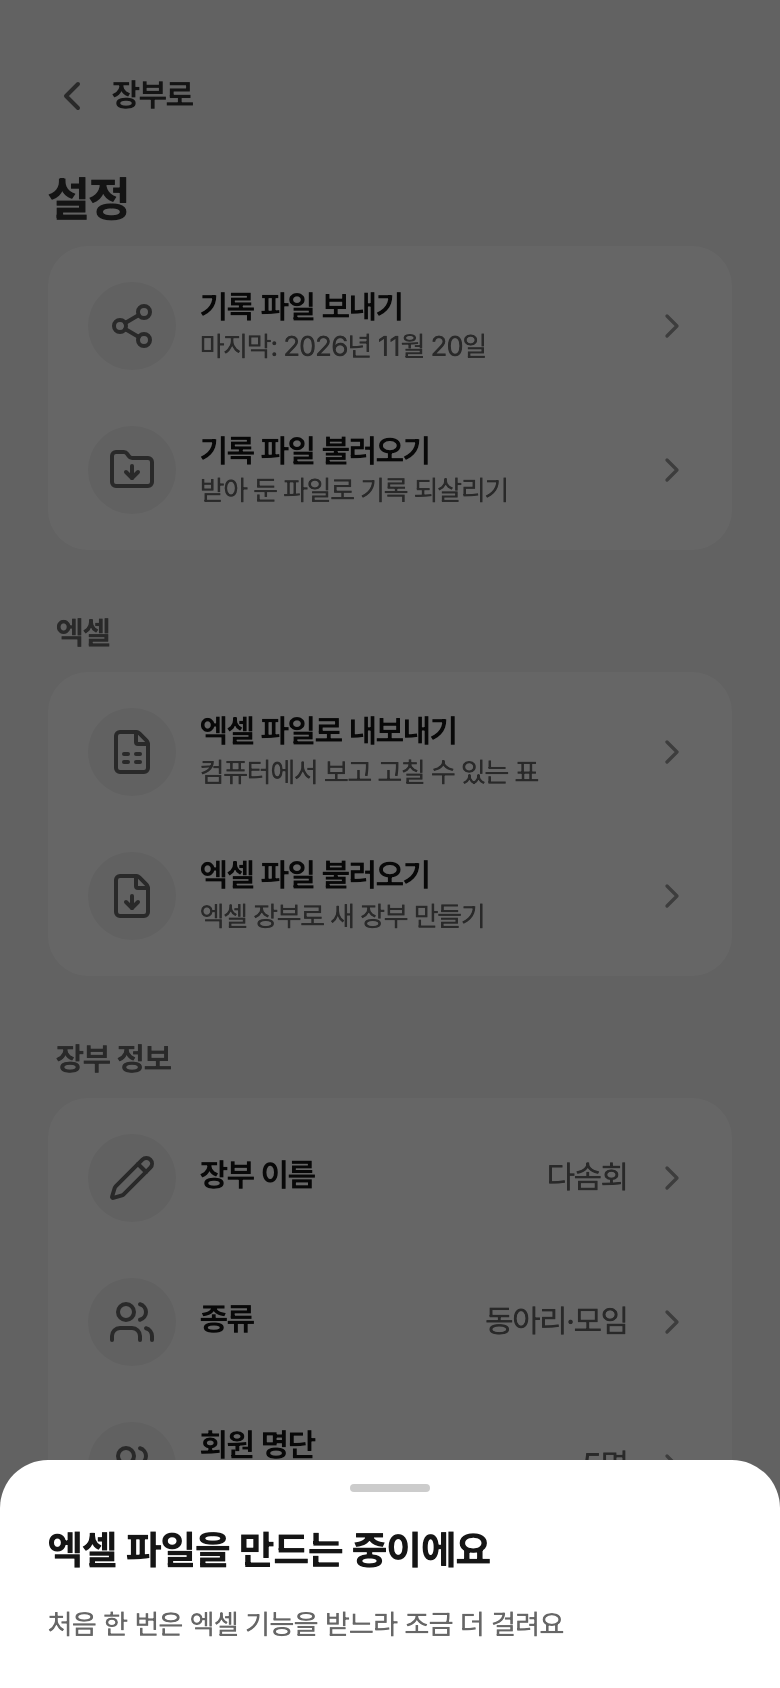 장부로
설정
기록 파일 보내기
마지막: 2026년 11월 20일
기록 파일 불러오기
받아 둔 파일로 기록 되살리기
엑셀
엑셀 파일로 내보내기
컴퓨터에서 보고 고칠 수 있는 표
엑셀 파일 불러오기
엑셀 장부로 새 장부 만들기
장부 정보
장부 이름
다솜회
종류
동아리·모임
회원 명단
5명
엑셀 파일을 만드는 중이에요
처음 한 번은 엑셀 기능을 받느라 조금 더 걸려요